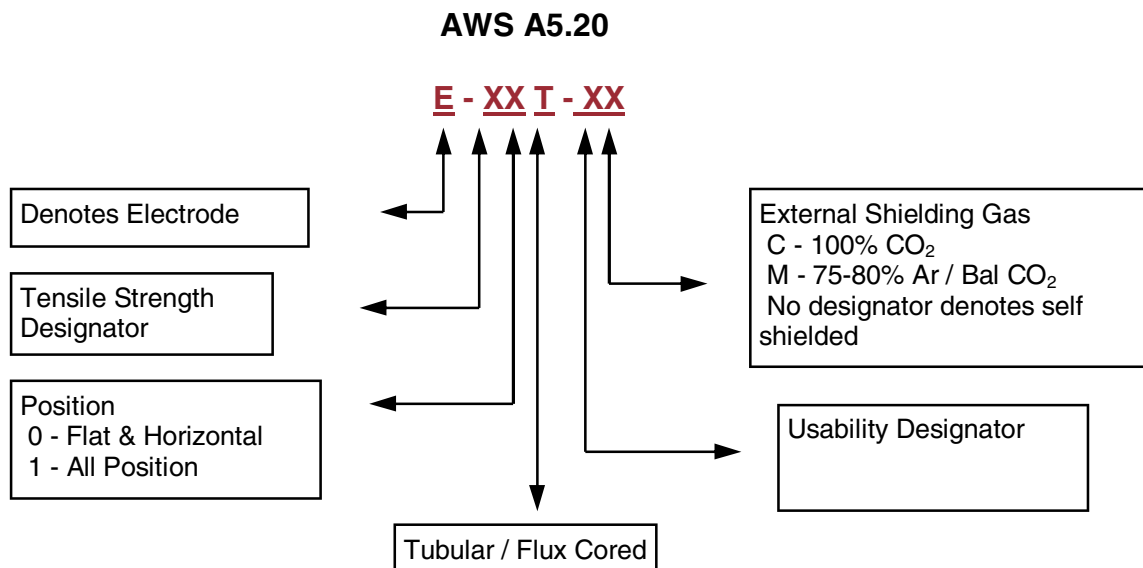 AWS A5.20
E - XX T - XX
Denotes Electrode
Tensile Strength
Designator
Position
0 - Flat & Horizontal
1 - All Position
Tubular / Flux Cored
External Shielding Gas
C - 100% CO₂
M - 75-80% Ar / Bal CO₂
No designator denotes self
shielded
Usability Designator